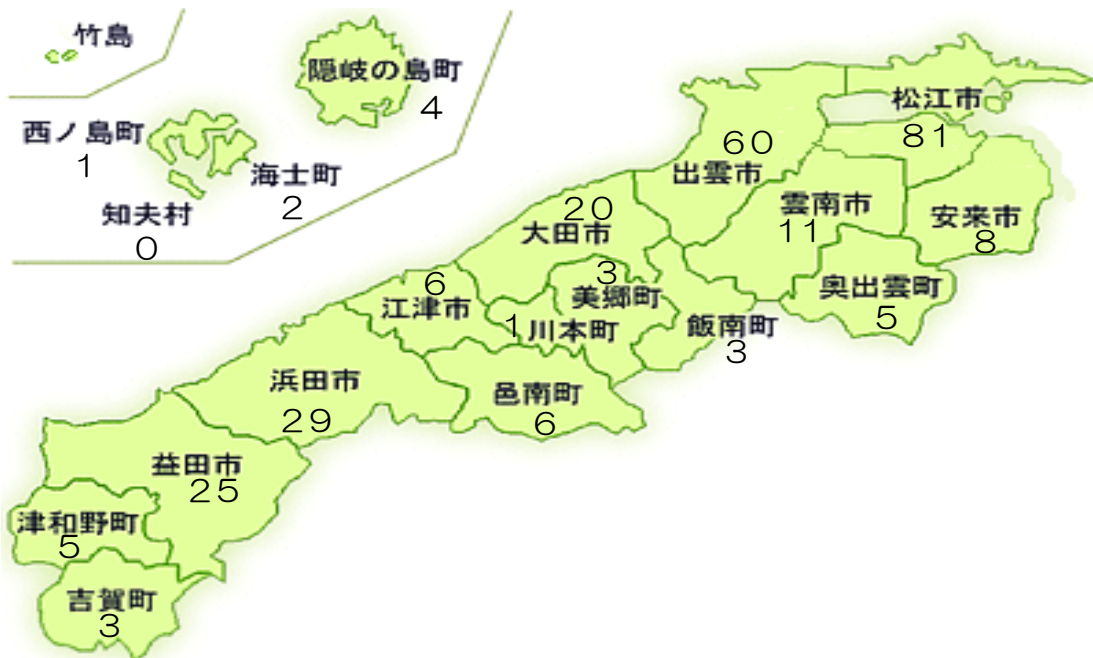 竹島
隠岐の島町
4
西ノ島町
1
海士町
2
知夫村
0
松江市
81
60
出雲市
雲南市
11
安来市
8
20
大田市
奥出雲町
5
3
美郷町
6
江津市
1
川本町
飯南町
3
浜田市
29
邑南町
6
益田市
25
津和野町
5
吉賀町
3